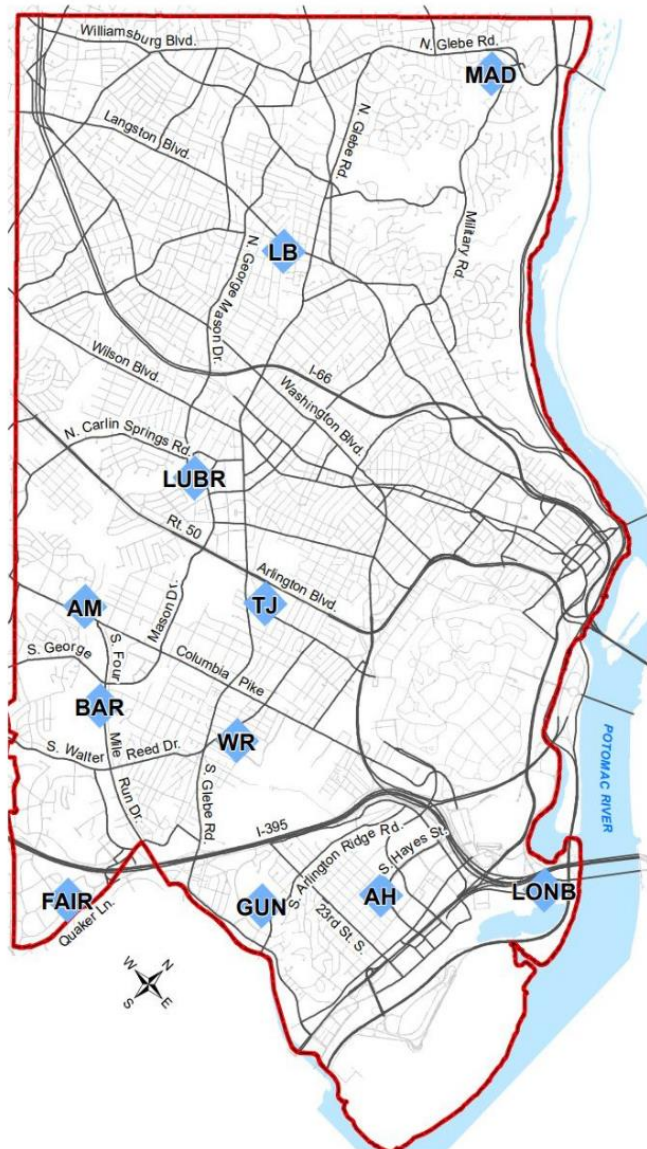 Williamsburg Blvd.
N. Glebe Rd.
MAD
Langston Blvd.
N. Glebe Rd.
Military Rd.
LB
N. George Mason Dr.
Wilson Blvd.
I-66
Washington Blvd.
N. Carlin Springs Rd.
LUBR
Rt. 50
Arlington Blvd.
AM
TJ
Mason Dr.
S. George
S. Four
Columbia Pike
BAR
Mile
WR
S. Walter Reed Dr.
Run Dr.
S. Glebe Rd.
POTOMAC RIVER
I-395
S. Arlington Ridge Rd.
S. Hayes St.
FAIR
GUN
AH
LONB
23rd St. S.
Quaker Ln.
N
W
E
S